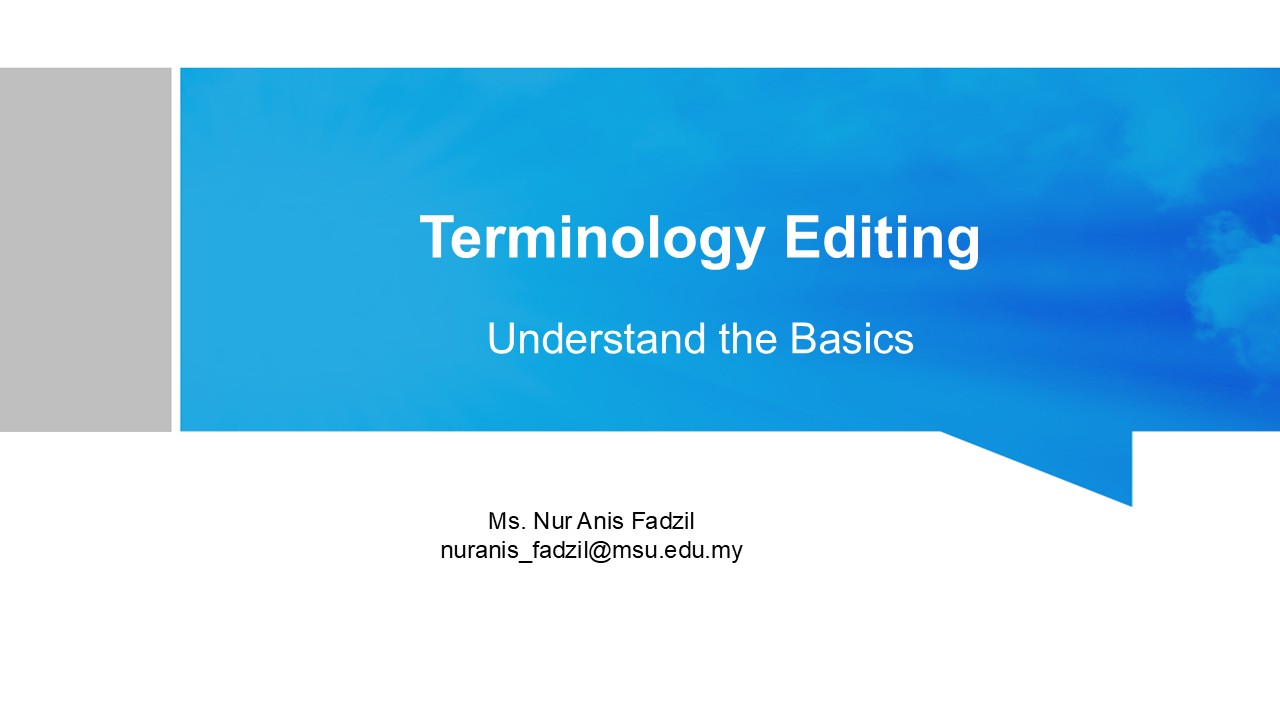 Terminology Editing
Understand the Basics
Ms. Nur Anis Fadzil
nuranis_fadzil@msu.edu.my